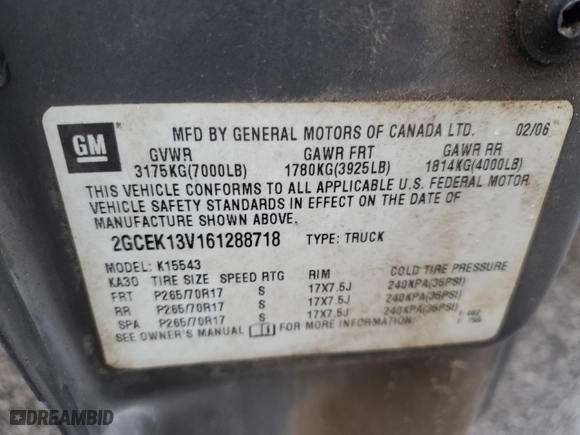 GM
MFD BY GENERAL MOTORS OF CANADA LTD. 02/06
GVWR GAWR FRT GAWR RR
3175KG(7000LB) 1780KG(3925LB) 1814KG(4000LB)
THIS VEHICLE CONFORMS TO ALL APPLICABLE U.S. FEDERAL MOTOR
VEHICLE SAFETY STANDARDS IN EFFECT ON THE DATE OF
MANUFACTURE SHOWN ABOVE.
2GCEK13V161288718 TYPE: TRUCK
MODEL: K15543
KA30 TIRE SIZE SPEED RTG RIM COLD TIRE PRESSURE
FRT P265/70R17 S 17X7.5J 240KPA(35PSI)
RR P265/70R17 S 17X7.5J 240KPA(35PSI)
SPA P265/70R17 S 17X7.5J 240KPA(35PSI)
SEE OWNER'S MANUAL FOR MORE INFORMATION
DREAMBID